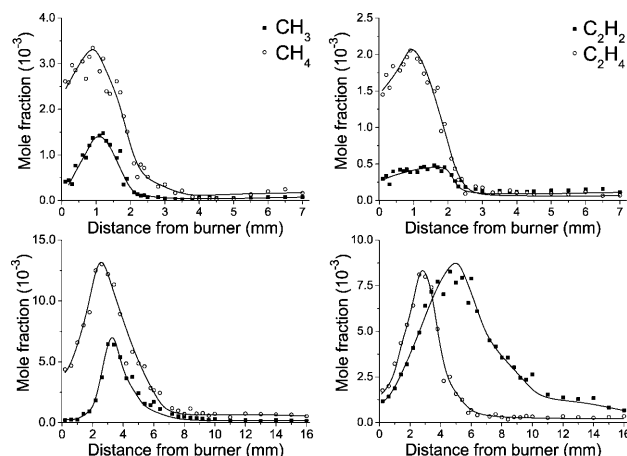 4.0
3.0
2.0
1.0
0.0
Mole fraction (10⁻³)
■ CH₃
○ CH₄
0 1 2 3 4 5 6 7
Distance from burner (mm)
2.5
2.0
1.5
1.0
0.5
0.0
Mole fraction (10⁻³)
■ C₂H₂
○ C₂H₄
0 1 2 3 4 5 6 7
Distance from burner (mm)
15.0
10.0
5.0
0.0
Mole fraction (10⁻³)
0 2 4 6 8 10 12 14 16
Distance from burner (mm)
10.0
7.5
5.0
2.5
0.0
Mole fraction (10⁻³)
0 2 4 6 8 10 12 14 16
Distance from burner (mm)